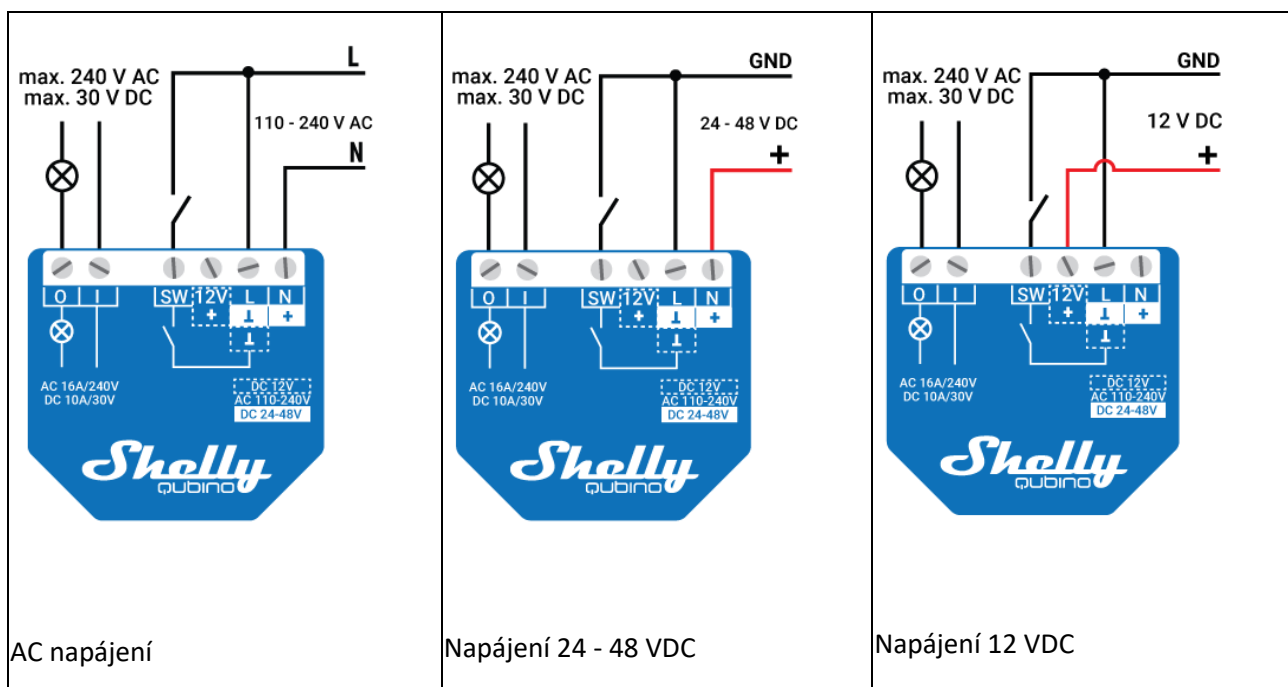 max. 240 V AC
max. 30 V DC
L
110 - 240 V AC
N
O I SW 12V L N
+ ⊥ +
⊥
AC 16A/240V
DC 10A/30V
DC 12V
AC 110-240V
DC 24-48V
Shelly
QUBINO
AC napájení
max. 240 V AC
max. 30 V DC
GND
24 - 48 V DC
+
O I SW 12V L N
+ ⊥ +
⊥
AC 16A/240V
DC 10A/30V
DC 12V
AC 110-240V
DC 24-48V
Shelly
QUBINO
Napájení 24 - 48 VDC
max. 240 V AC
max. 30 V DC
GND
12 V DC
+
O I SW 12V L N
+ ⊥ +
⊥
AC 16A/240V
DC 10A/30V
DC 12V
AC 110-240V
DC 24-48V
Shelly
QUBINO
Napájení 12 VDC